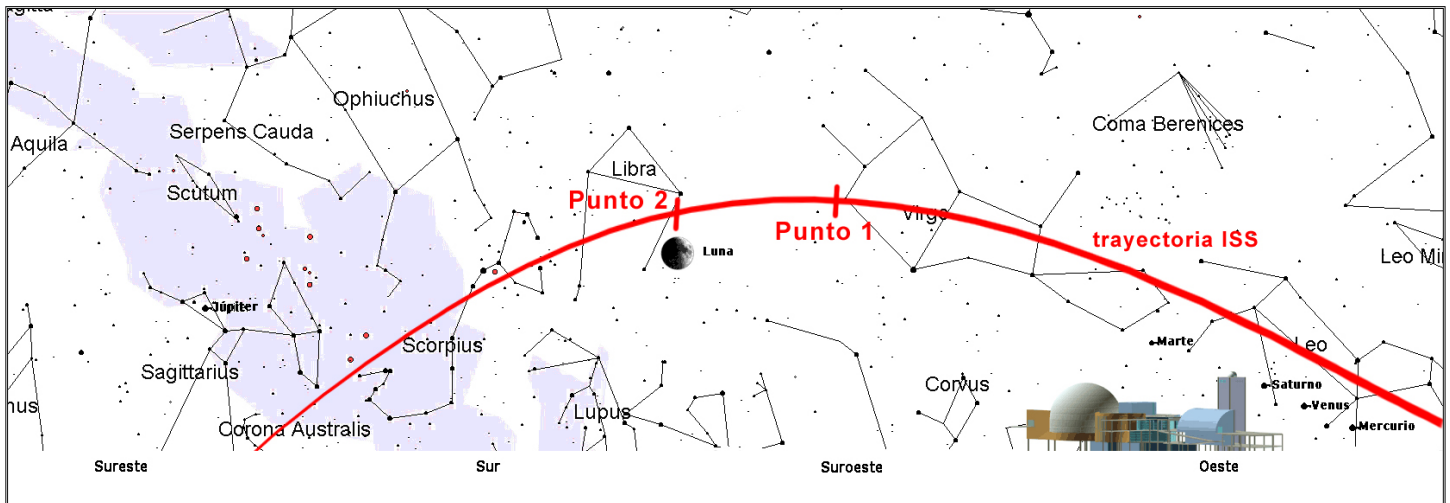 Ophiuchus
Coma Berenices
Serpens Cauda
Aquila
Libra
Scutum
Punto 2
Virgo
Punto 1
trayectoria ISS
Luna
Leo Mi
Júpiter
Marte
Scorpius
Leo
Sagittarius
Corvus
Saturno
nus
Lupus
Venus
Corona Australis
Mercurio
Sureste
Sur
Suroeste
Oeste